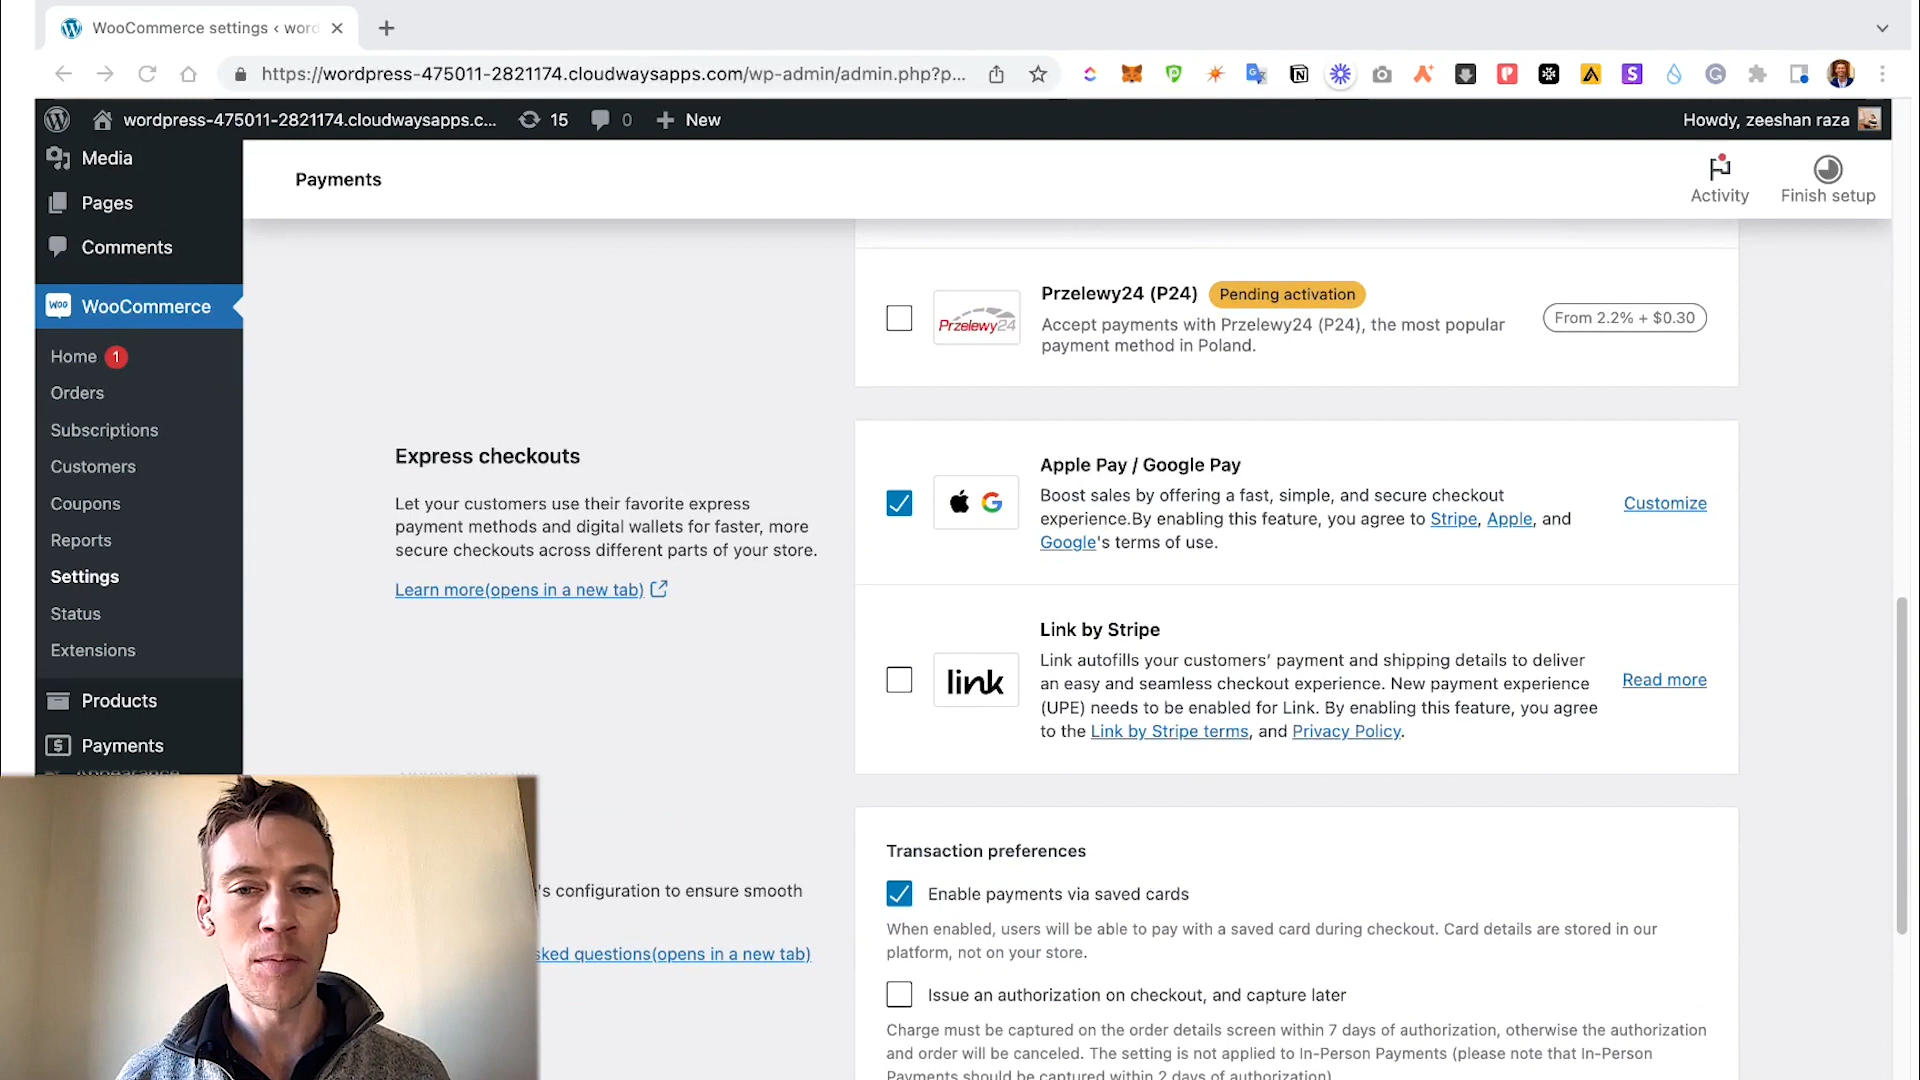 WooCommerce settings ‹ word
https://wordpress-475011-2821174.cloudwaysapps.com/wp-admin/admin.php?p...
wordpress-475011-2821174.cloudwaysapps.c...
15
0
New
Howdy, zeeshan raza
Media
Pages
Comments
WooCommerce
Home 1
Orders
Subscriptions
Customers
Coupons
Reports
Settings
Status
Extensions
Products
Payments
Payments
Activity
Finish setup
Przelewy24
Przelewy24 (P24) Pending activation
Accept payments with Przelewy24 (P24), the most popular
payment method in Poland.
From 2.2% + $0.30
Express checkouts
Let your customers use their favorite express
payment methods and digital wallets for faster, more
secure checkouts across different parts of your store.
Learn more(opens in a new tab)
Apple Pay / Google Pay
Boost sales by offering a fast, simple, and secure checkout
experience.By enabling this feature, you agree to Stripe, Apple, and
Google's terms of use.
Customize
link
Link by Stripe
Link autofills your customers’ payment and shipping details to deliver
an easy and seamless checkout experience. New payment experience
(UPE) needs to be enabled for Link. By enabling this feature, you agree
to the Link by Stripe terms, and Privacy Policy.
Read more
's configuration to ensure smooth
sked questions(opens in a new tab)
Transaction preferences
Enable payments via saved cards
When enabled, users will be able to pay with a saved card during checkout. Card details are stored in our
platform, not on your store.
Issue an authorization on checkout, and capture later
Charge must be captured on the order details screen within 7 days of authorization, otherwise the authorization
and order will be canceled. The setting is not applied to In-Person Payments (please note that In-Person
Payments should be captured within 2 days of authorization)